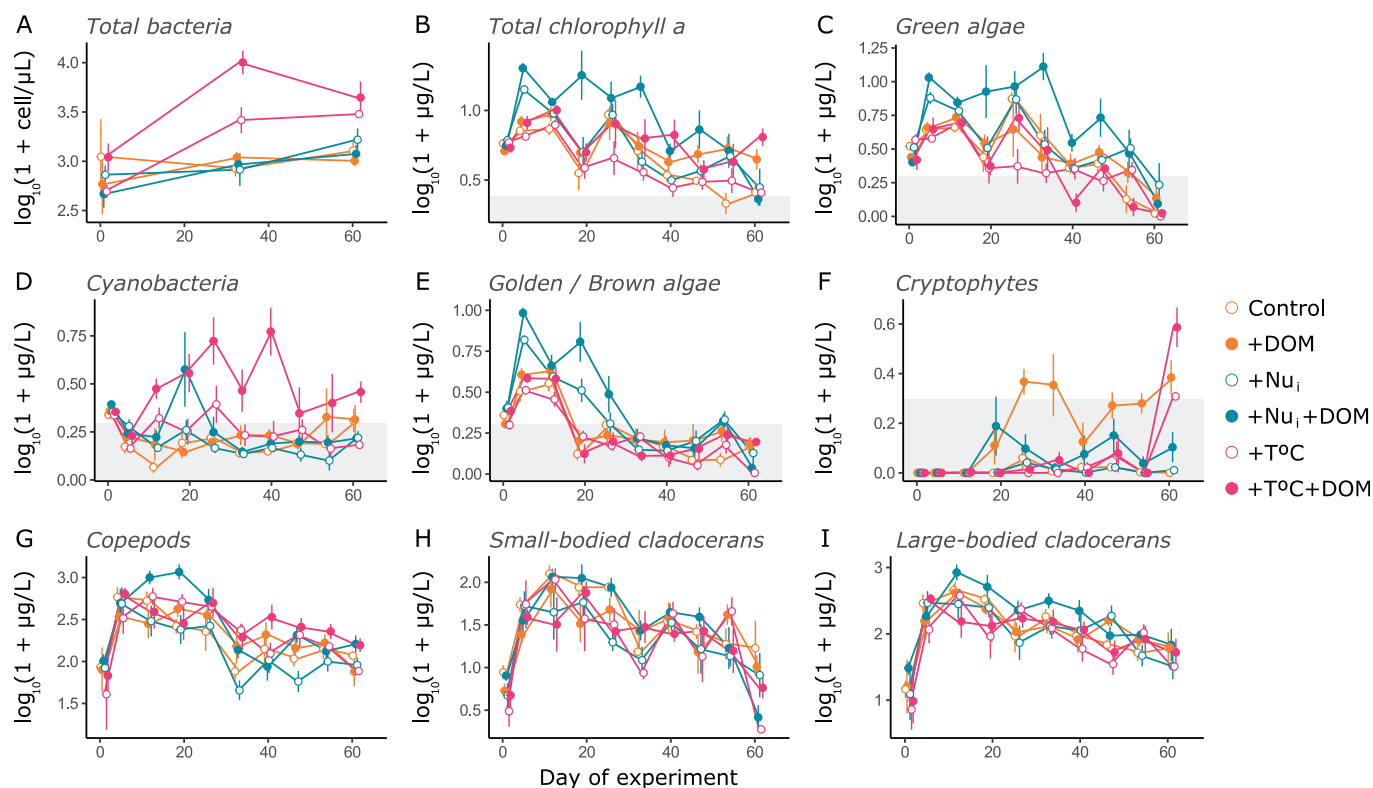 A Total bacteria
log10(1 + cell/µL)
4.0
3.5
3.0
2.5
0 20 40 60
B Total chlorophyll a
log10(1 + µg/L)
1.0
0.5
0 20 40 60
C Green algae
log10(1 + µg/L)
1.25
1.00
0.75
0.50
0.25
0.00
0 20 40 60
D Cyanobacteria
log10(1 + µg/L)
0.75
0.50
0.25
0.00
0 20 40 60
E Golden / Brown algae
log10(1 + µg/L)
1.00
0.75
0.50
0.25
0.00
0 20 40 60
F Cryptophytes
log10(1 + µg/L)
0.6
0.4
0.2
0.0
0 20 40 60
Control
+DOM
+Nui
+Nui+DOM
+TºC
+TºC+DOM
G Copepods
log10(1 + µg/L)
3.0
2.5
2.0
1.5
0 20 40 60
H Small-bodied cladocerans
log10(1 + µg/L)
2.0
1.5
1.0
0.5
0 20 40 60
I Large-bodied cladocerans
log10(1 + µg/L)
3
2
1
0 20 40 60
Day of experiment